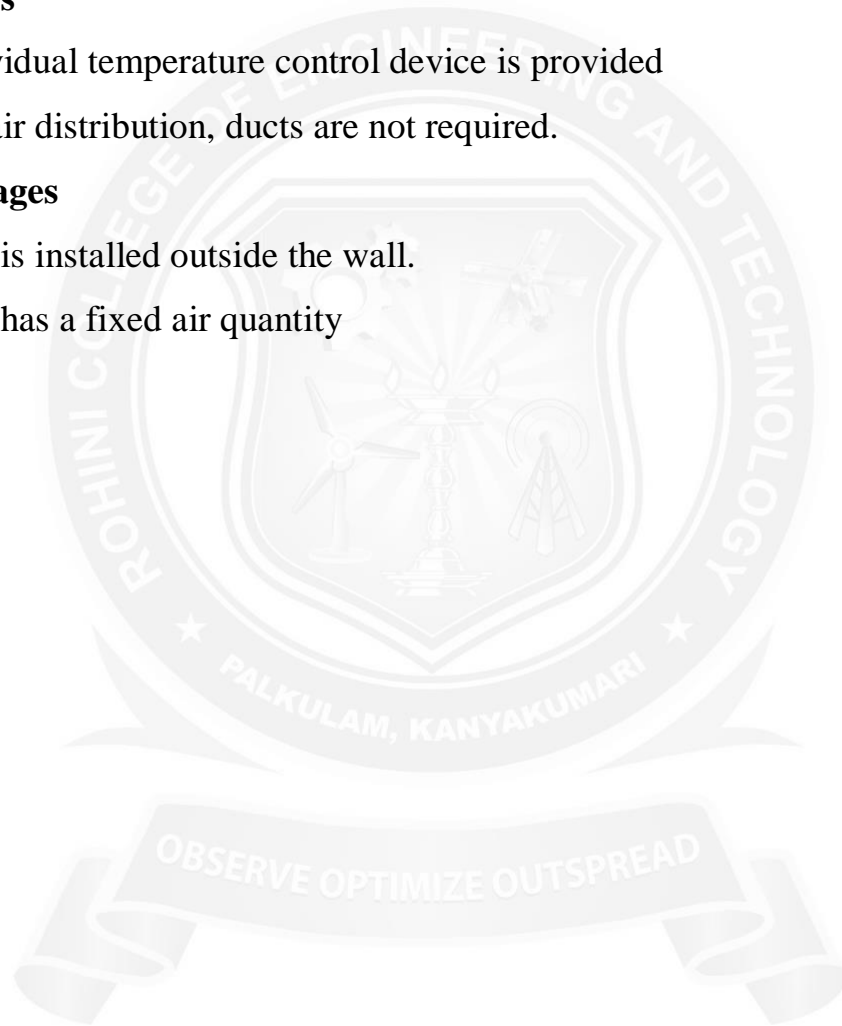 s
vidual temperature control device is provided
air distribution, ducts are not required.
ages
is installed outside the wall.
has a fixed air quantity
ROHINI COLLEGE OF ENGINEERING AND TECHNOLOGY
PALKULAM, KANYAKUMARI
OBSERVE OPTIMIZE OUTSPREAD